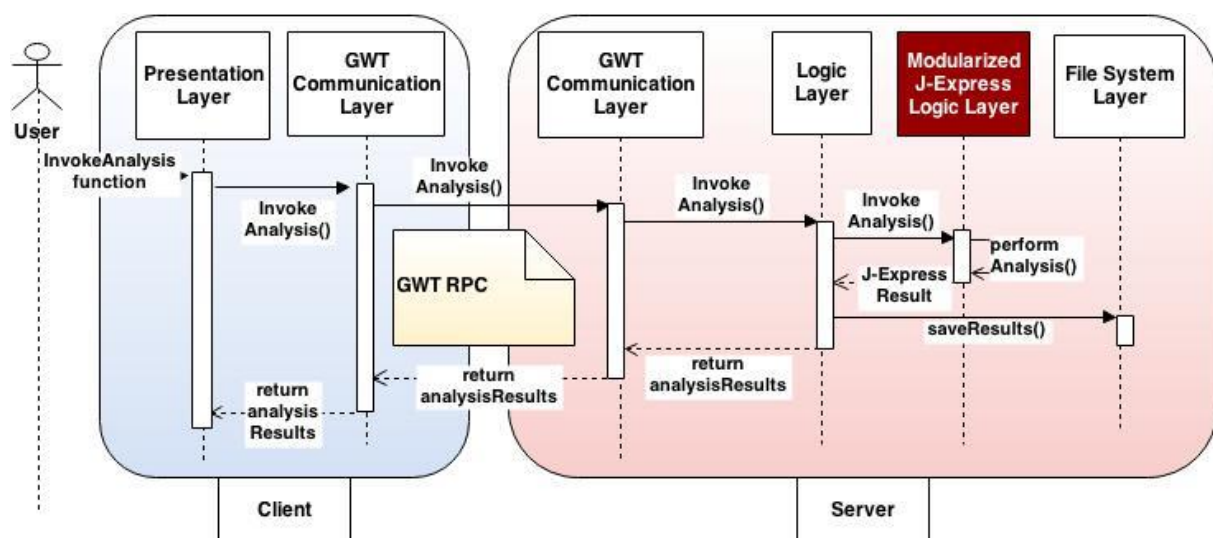 User
Presentation
Layer
GWT
Communication
Layer
GWT
Communication
Layer
Logic
Layer
Modularized
J-Express
Logic Layer
File System
Layer
InvokeAnalysis
function
Invoke
Analysis()
Invoke
Analysis()
Invoke
Analysis()
Invoke
Analysis()
perform
Analysis()
GWT RPC
J-Express
Result
saveResults()
return
analysisResults
return
analysisResults
return
analysis
Results
Client
Server